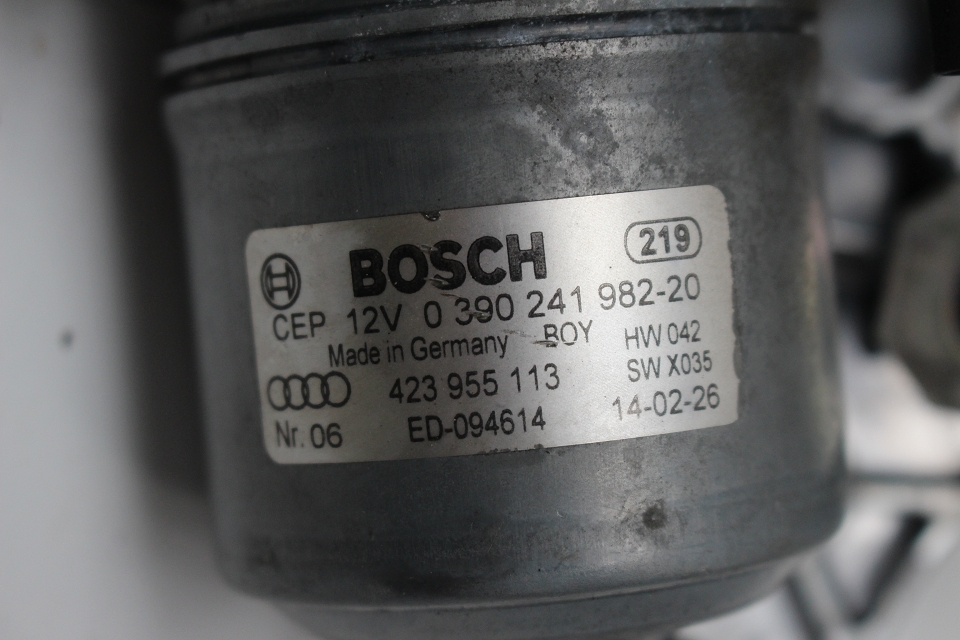 BOSCH 219
CEP 12V 0 390 241 982-20
Made in Germany BOY HW 042
423 955 113 SW X035
Nr. 06 ED-094614 14-02-26